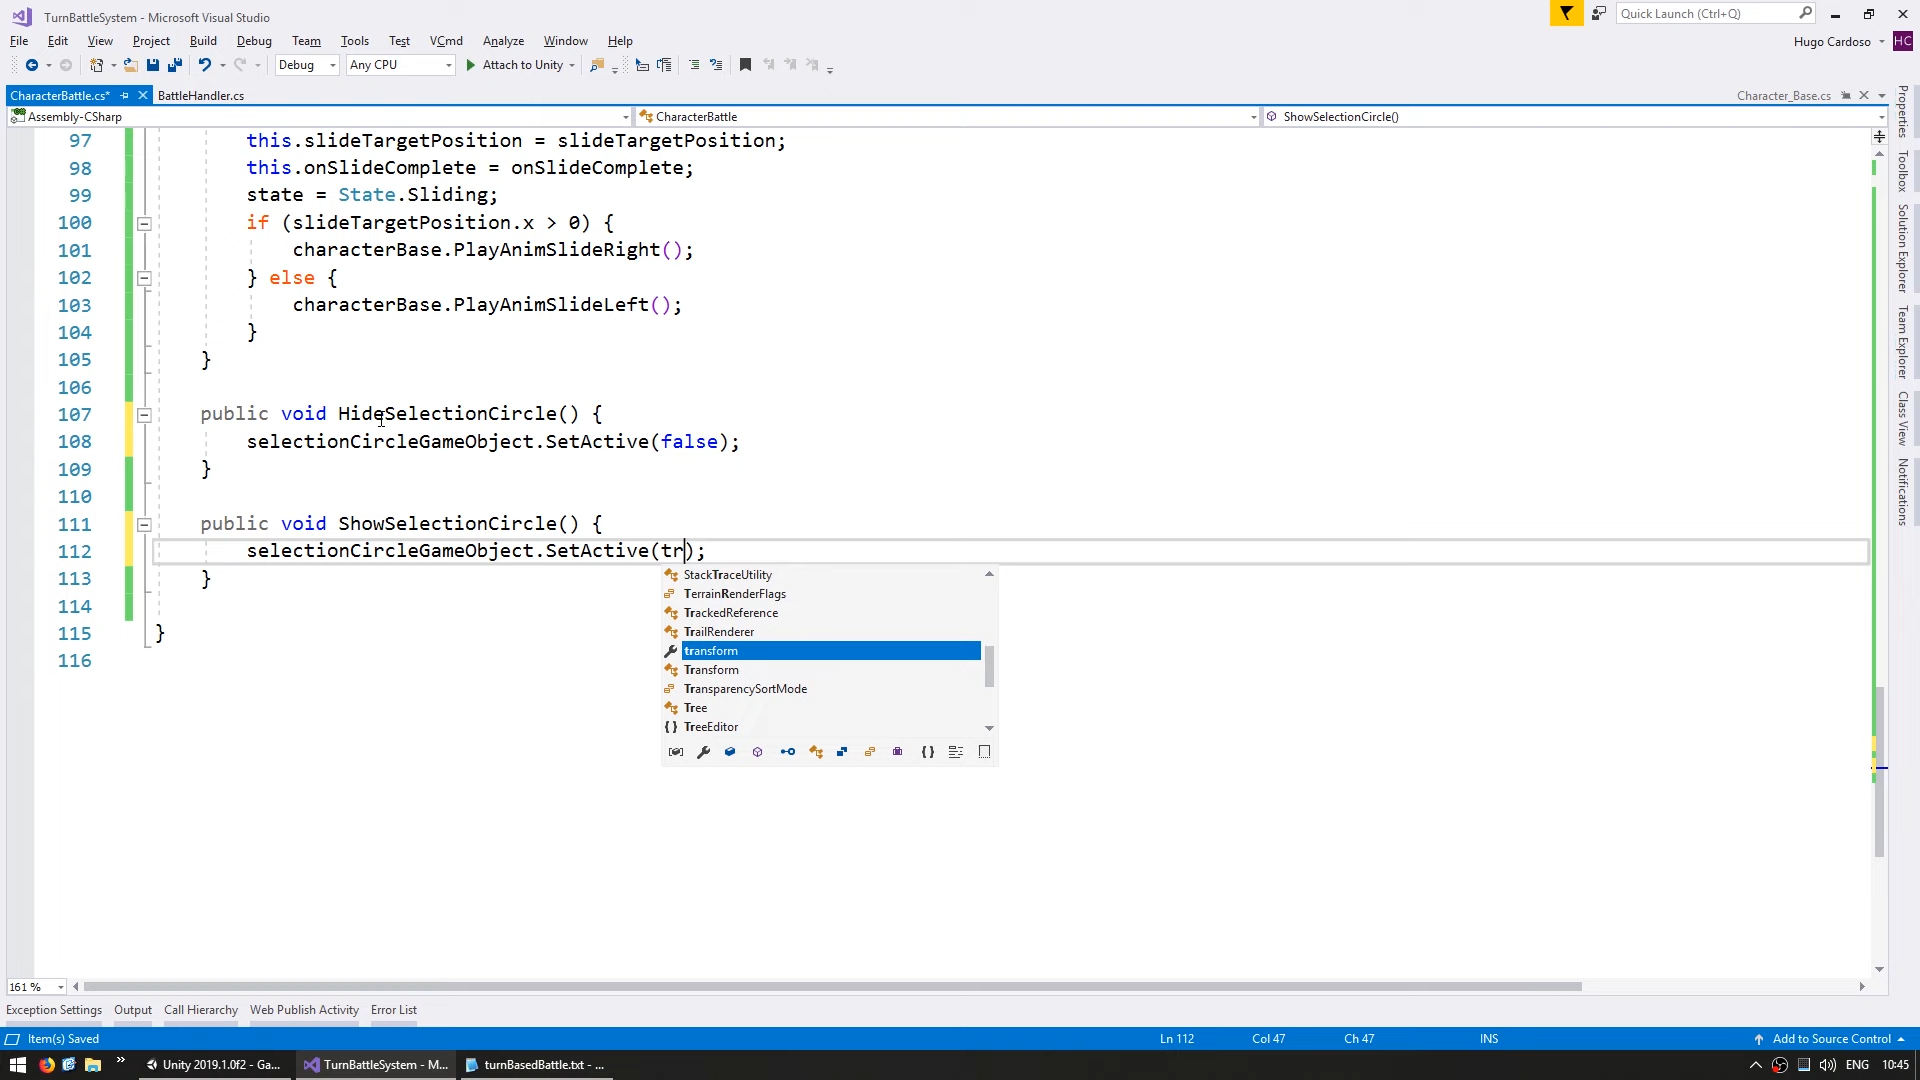 TurnBattleSystem - Microsoft Visual Studio
Quick Launch (Ctrl+Q)
File Edit View Project Build Debug Team Tools Test VCmd Analyze Window Help
Hugo Cardoso HC
Debug Any CPU Attach to Unity
CharacterBattle.cs* BattleHandler.cs Character_Base.cs
Assembly-CSharp CharacterBattle ShowSelectionCircle()
97 this.slideTargetPosition = slideTargetPosition;
98 this.onSlideComplete = onSlideComplete;
99 state = State.Sliding;
100 if (slideTargetPosition.x > 0) {
101 characterBase.PlayAnimSlideRight();
102 } else {
103 characterBase.PlayAnimSlideLeft();
104 }
105 }
106
107 public void HideSelectionCircle() {
108 selectionCircleGameObject.SetActive(false);
109 }
110
111 public void ShowSelectionCircle() {
112 selectionCircleGameObject.SetActive(tr);
113 }
114
115 }
116
StackTraceUtility
TerrainRenderFlags
TrackedReference
TrailRenderer
transform
Transform
TransparencySortMode
Tree
TreeEditor
Properties
Toolbox
Solution Explorer
Team Explorer
Class View
Notifications
161 %
Exception Settings Output Call Hierarchy Web Publish Activity Error List
Item(s) Saved Ln 112 Col 47 Ch 47 INS Add to Source Control
Unity 2019.1.0f2 - Ga... TurnBattleSystem - M... turnBasedBattle.txt - ... ENG 10:45